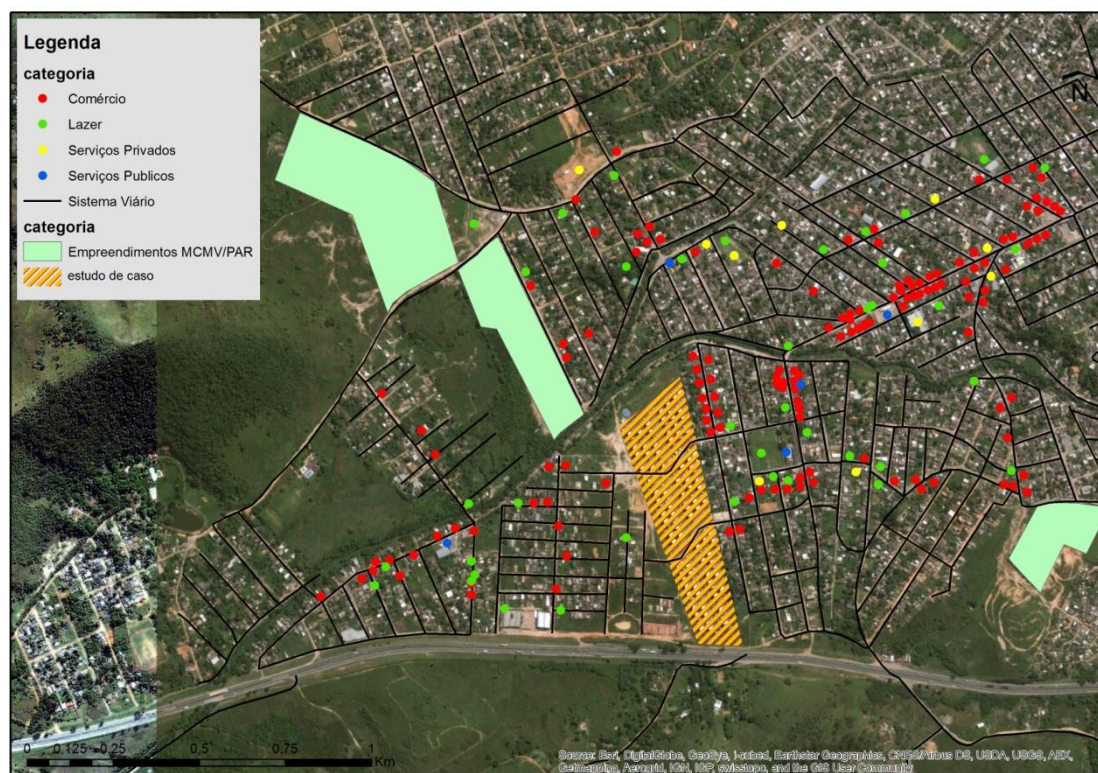 Legenda
categoria
Comércio
Lazer
Serviços Privados
Serviços Publicos
Sistema Viário
categoria
Empreendimentos MCMV/PAR
estudo de caso
N
0 0,125 0,25 0,5 0,75 1
Km
Source: Esri, DigitalGlobe, GeoEye, i-cubed, Earthstar Geographics, CNES/Airbus DS, USDA, USGS, AEX,
Getmapping, Aerogrid, IGN, IGP, swisstopo, and the GIS User Community